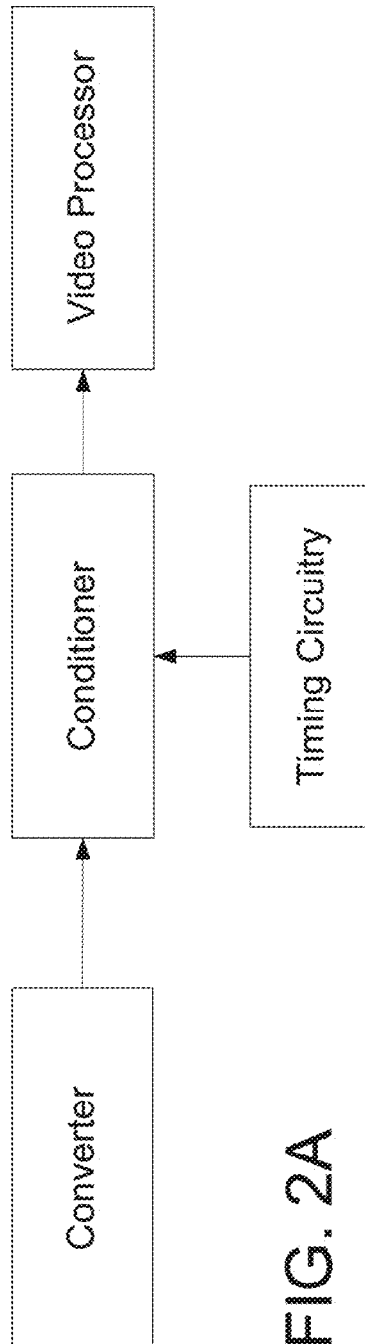 Converter
Conditioner
Video Processor
Timing Circuitry
FIG. 2A